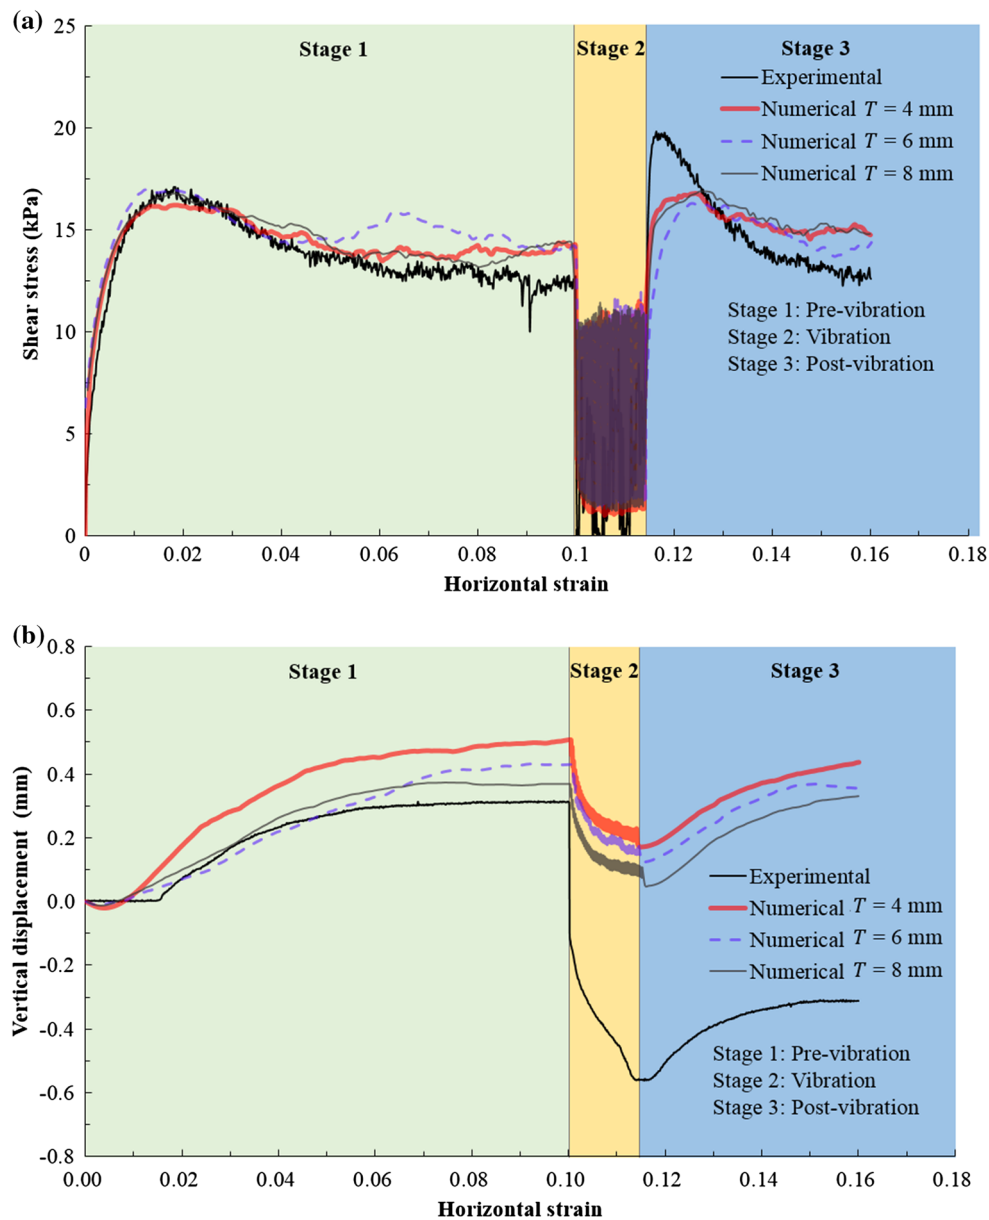 (a)
25
20
15
10
5
0
Shear stress (kPa)
Stage 1
Stage 2
Stage 3
Experimental
Numerical T = 4 mm
Numerical T = 6 mm
Numerical T = 8 mm
Stage 1: Pre-vibration
Stage 2: Vibration
Stage 3: Post-vibration
0 0.02 0.04 0.06 0.08 0.1 0.12 0.14 0.16 0.18
Horizontal strain
(b)
0.8
0.6
0.4
0.2
0.0
-0.2
-0.4
-0.6
-0.8
Vertical displacement (mm)
Stage 1
Stage 2
Stage 3
Experimental
Numerical T = 4 mm
Numerical T = 6 mm
Numerical T = 8 mm
Stage 1: Pre-vibration
Stage 2: Vibration
Stage 3: Post-vibration
0.00 0.02 0.04 0.06 0.08 0.10 0.12 0.14 0.16 0.18
Horizontal strain